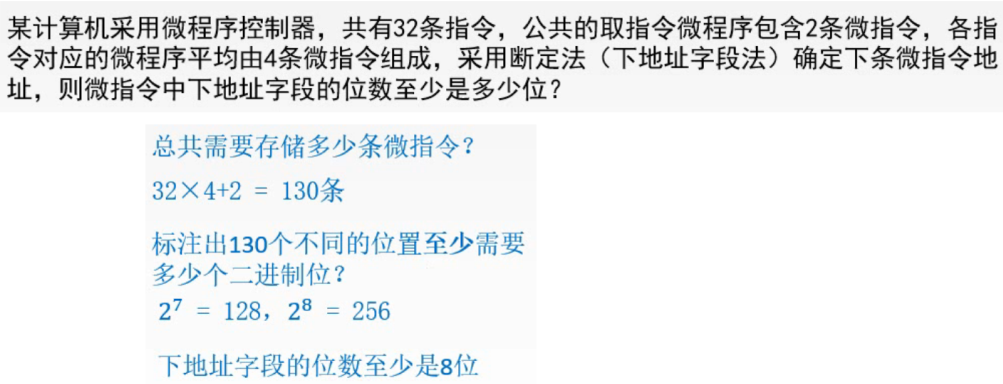 某计算机采用微程序控制器，共有32条指令，公共的取指令微程序包含2条微指令，各指
令对应的微程序平均由4条微指令组成，采用断定法（下地址字段法）确定下条微指令地
址，则微指令中下地址字段的位数至少是多少位？
总共需要存储多少条微指令？
32×4+2 = 130条
标注出130个不同的位置至少需要
多少个二进制位？
2⁷ = 128，2⁸ = 256
下地址字段的位数至少是8位